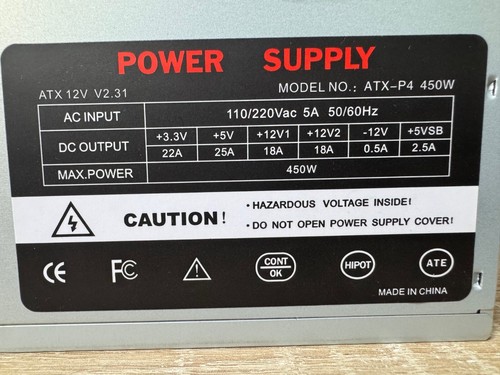 POWER SUPPLY
ATX 12V V2.31 MODEL NO.: ATX-P4 450W
AC INPUT 110/220Vac 5A 50/60Hz
DC OUTPUT +3.3V +5V +12V1 +12V2 -12V +5VSB
22A 25A 18A 18A 0.5A 2.5A
MAX.POWER 450W
CAUTION!
• HAZARDOUS VOLTAGE INSIDE!
• DO NOT OPEN POWER SUPPLY COVER!
CE FC CONT OK HIPOT ATE
MADE IN CHINA